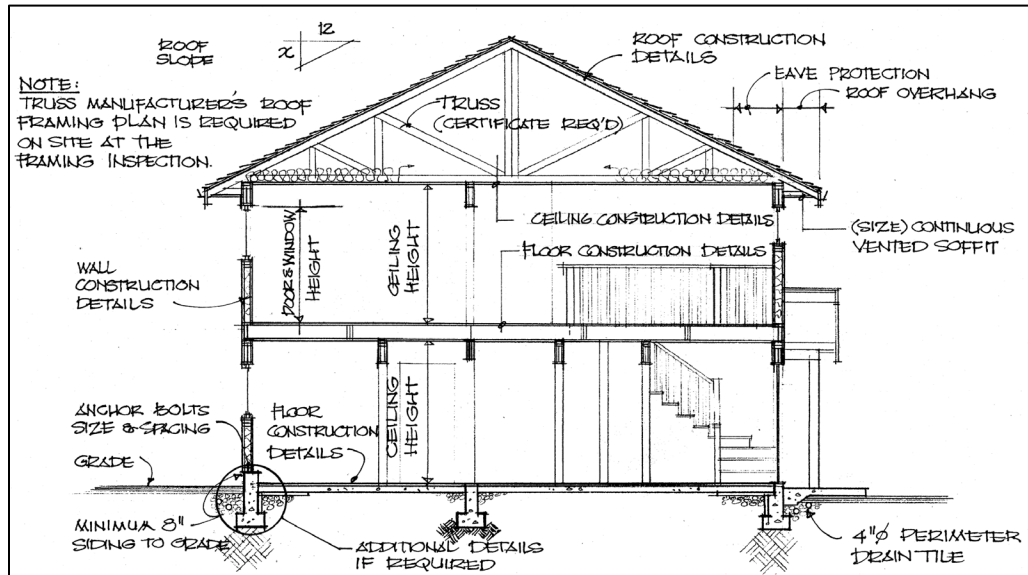 ROOF
SLOPE
12
x
NOTE:
TRUSS MANUFACTURER'S ROOF
FRAMING PLAN IS REQUIRED
ON SITE AT THE
FRAMING INSPECTION.
TRUSS
(CERTIFICATE REQ'D)
ROOF CONSTRUCTION
DETAILS
EAVE PROTECTION
ROOF OVERHANG
CEILING CONSTRUCTION DETAILS
FLOOR CONSTRUCTION DETAILS
(SIZE) CONTINUOUS
VENTED SOFFIT
WALL
CONSTRUCTION
DETAILS
DOOR & WINDOW
HEIGHT
CEILING
HEIGHT
CEILING
HEIGHT
ANCHOR BOLTS
SIZE & SPACING
FLOOR
CONSTRUCTION
DETAILS
GRADE
MINIMUM 8"
SIDING TO GRADE
ADDITIONAL DETAILS
IF REQUIRED
4"Ø PERIMETER
DRAIN TILE